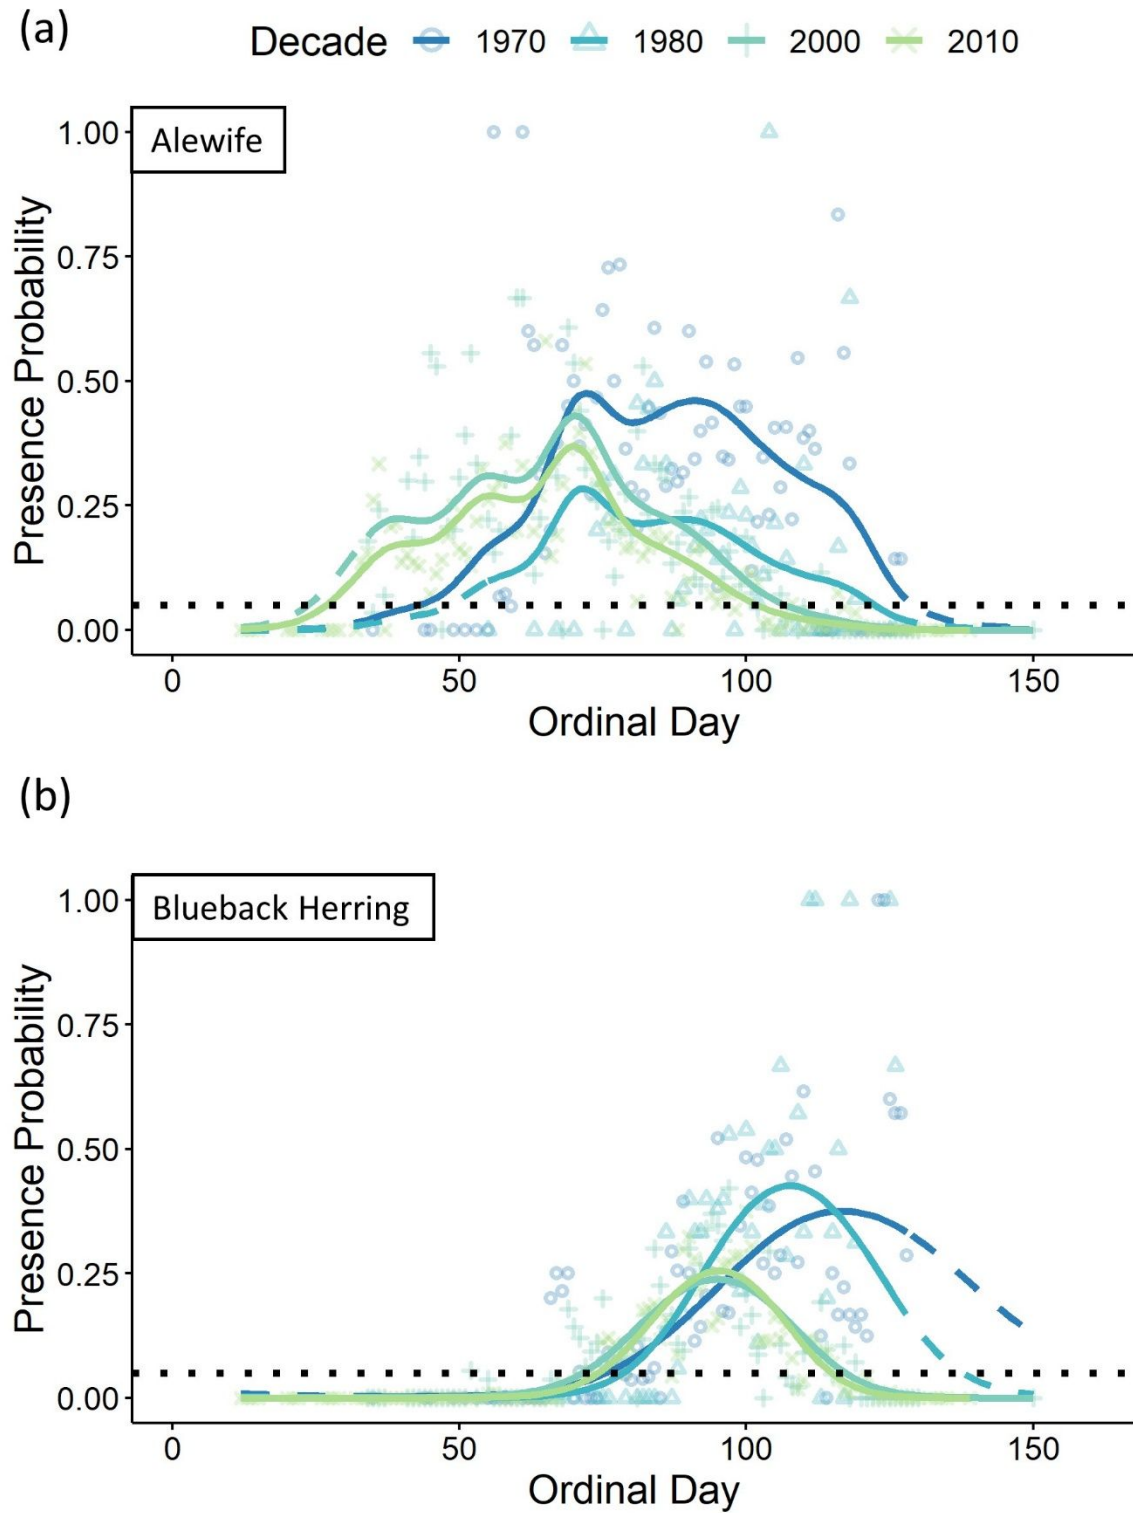 (a)
Decade 1970 1980 2000 2010
Alewife
Presence Probability
1.00
0.75
0.50
0.25
0.00
0 50 100 150
Ordinal Day
(b)
Blueback Herring
Presence Probability
1.00
0.75
0.50
0.25
0.00
0 50 100 150
Ordinal Day